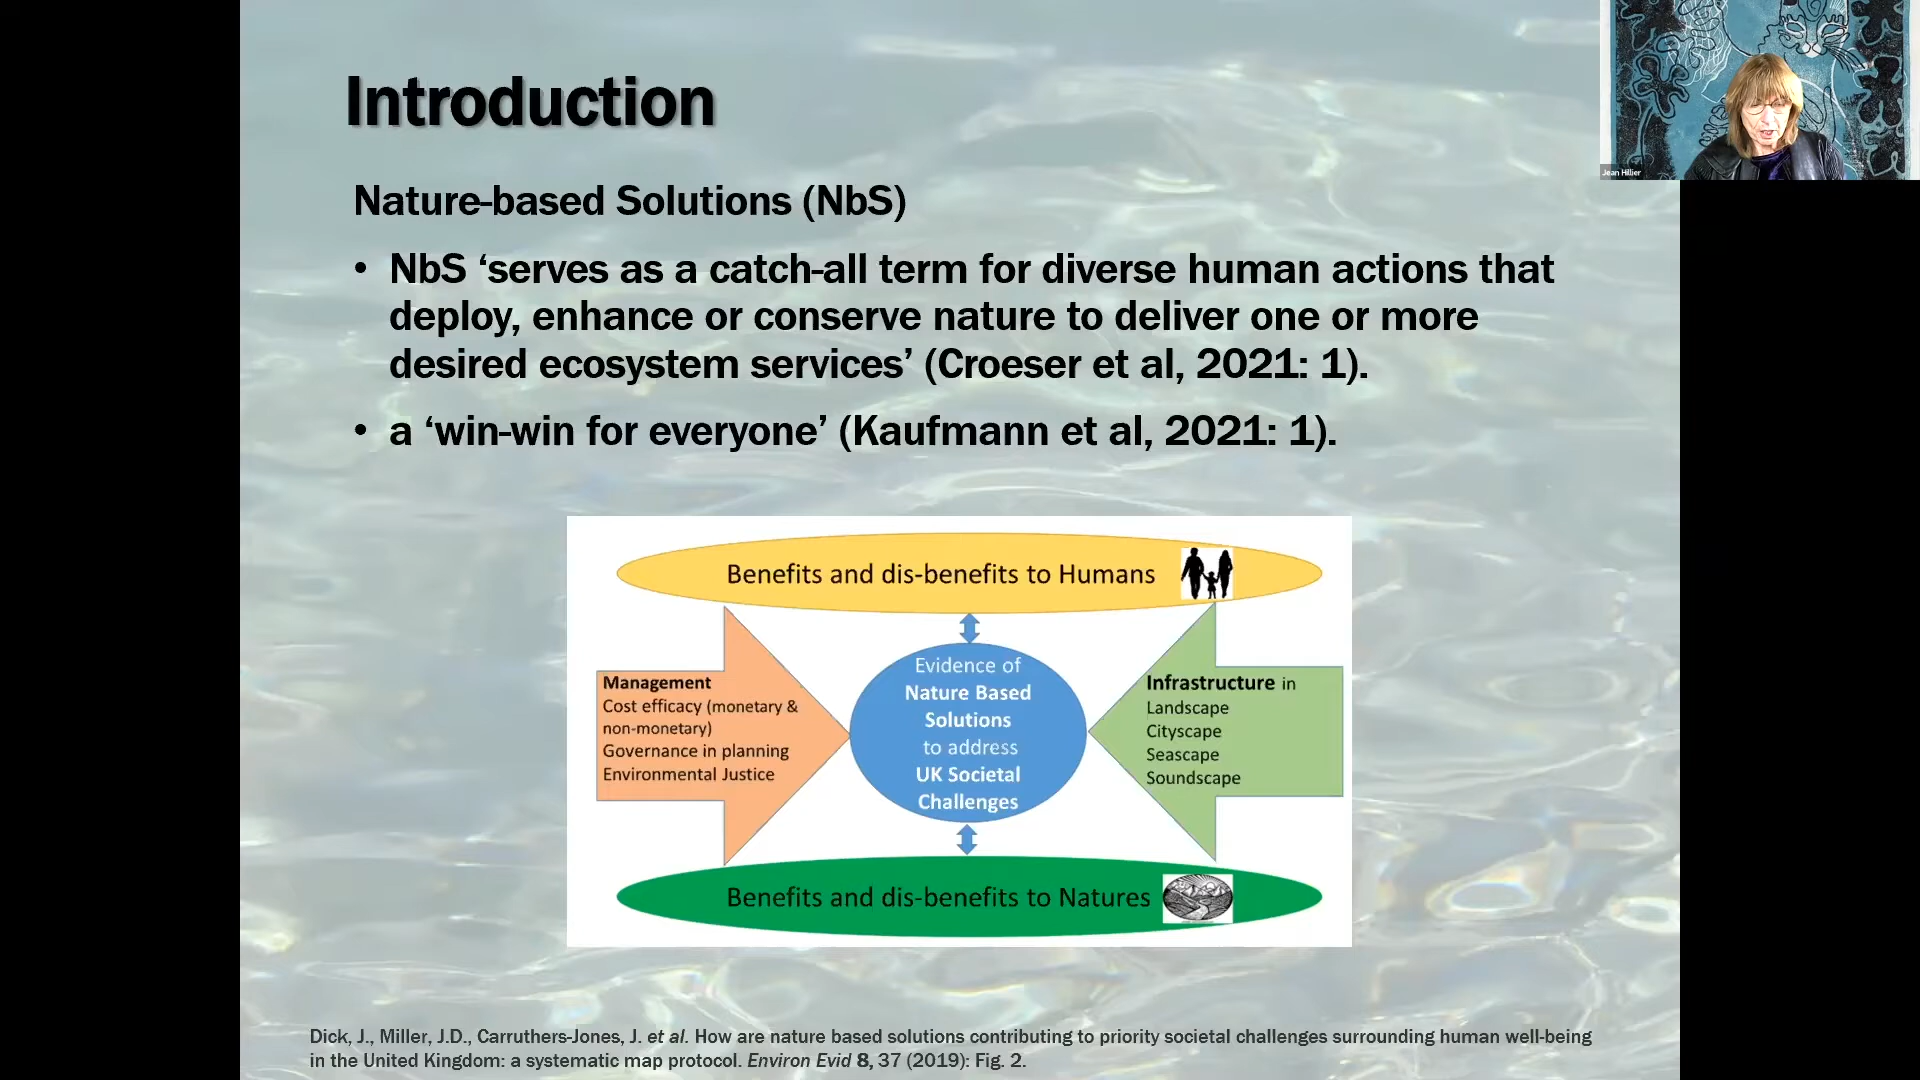 Introduction
Jean Hillier
Nature-based Solutions (NbS)
• NbS ‘serves as a catch-all term for diverse human actions that
deploy, enhance or conserve nature to deliver one or more
desired ecosystem services’ (Croeser et al, 2021: 1).
• a ‘win-win for everyone’ (Kaufmann et al, 2021: 1).
Benefits and dis-benefits to Humans
Management
Cost efficacy (monetary &
non-monetary)
Governance in planning
Environmental Justice
Evidence of
Nature Based
Solutions
to address
UK Societal
Challenges
Infrastructure in
Landscape
Cityscape
Seascape
Soundscape
Benefits and dis-benefits to Natures
Dick, J., Miller, J.D., Carruthers-Jones, J. et al. How are nature based solutions contributing to priority societal challenges surrounding human well-being
in the United Kingdom: a systematic map protocol. Environ Evid 8, 37 (2019): Fig. 2.